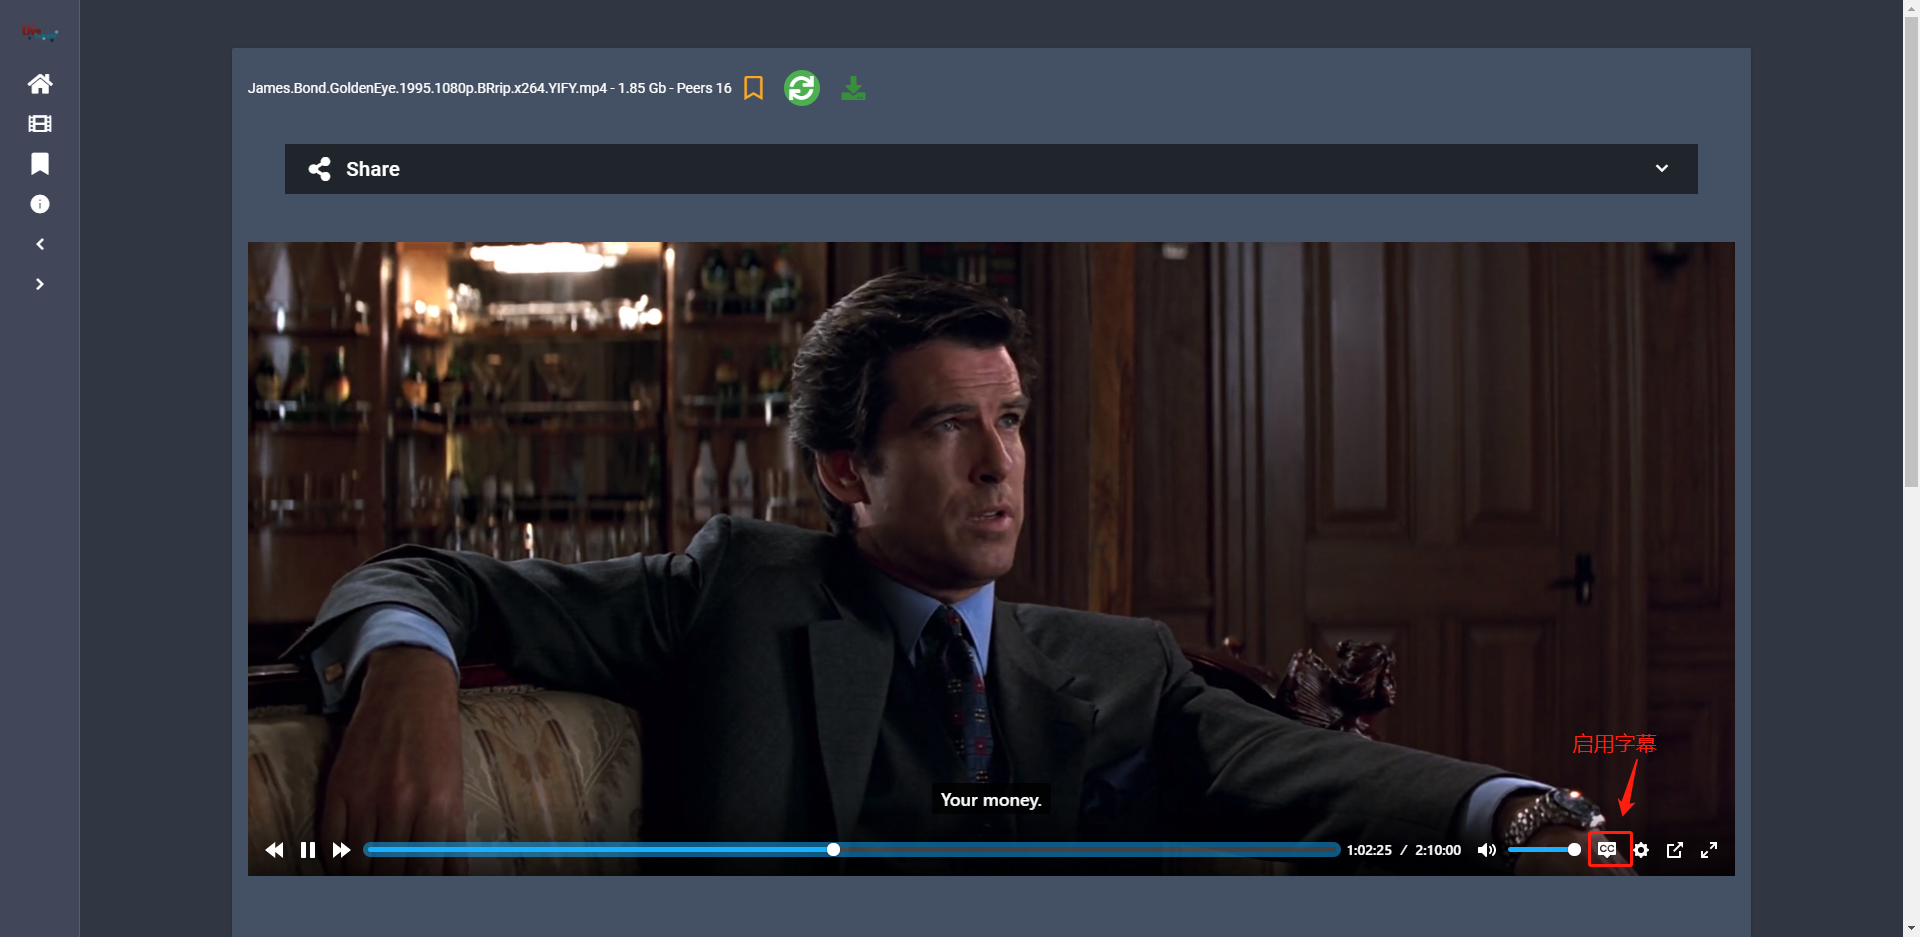 Live
James.Bond.GoldenEye.1995.1080p.BRrip.x264.YIFY.mp4 - 1.85 Gb - Peers 16
Share
启用字幕
Your money.
1:02:25 / 2:10:00
CC